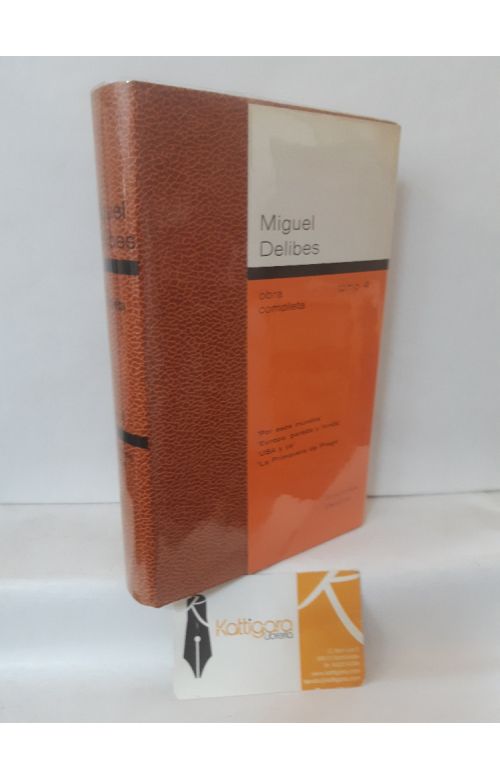 Miguel
Delibes
obra
completa
tomo 4
"Por esos mundos
"Europa: parada y fonda
"USA y yo
"La Primavera de Praga
Kattigara
Librería